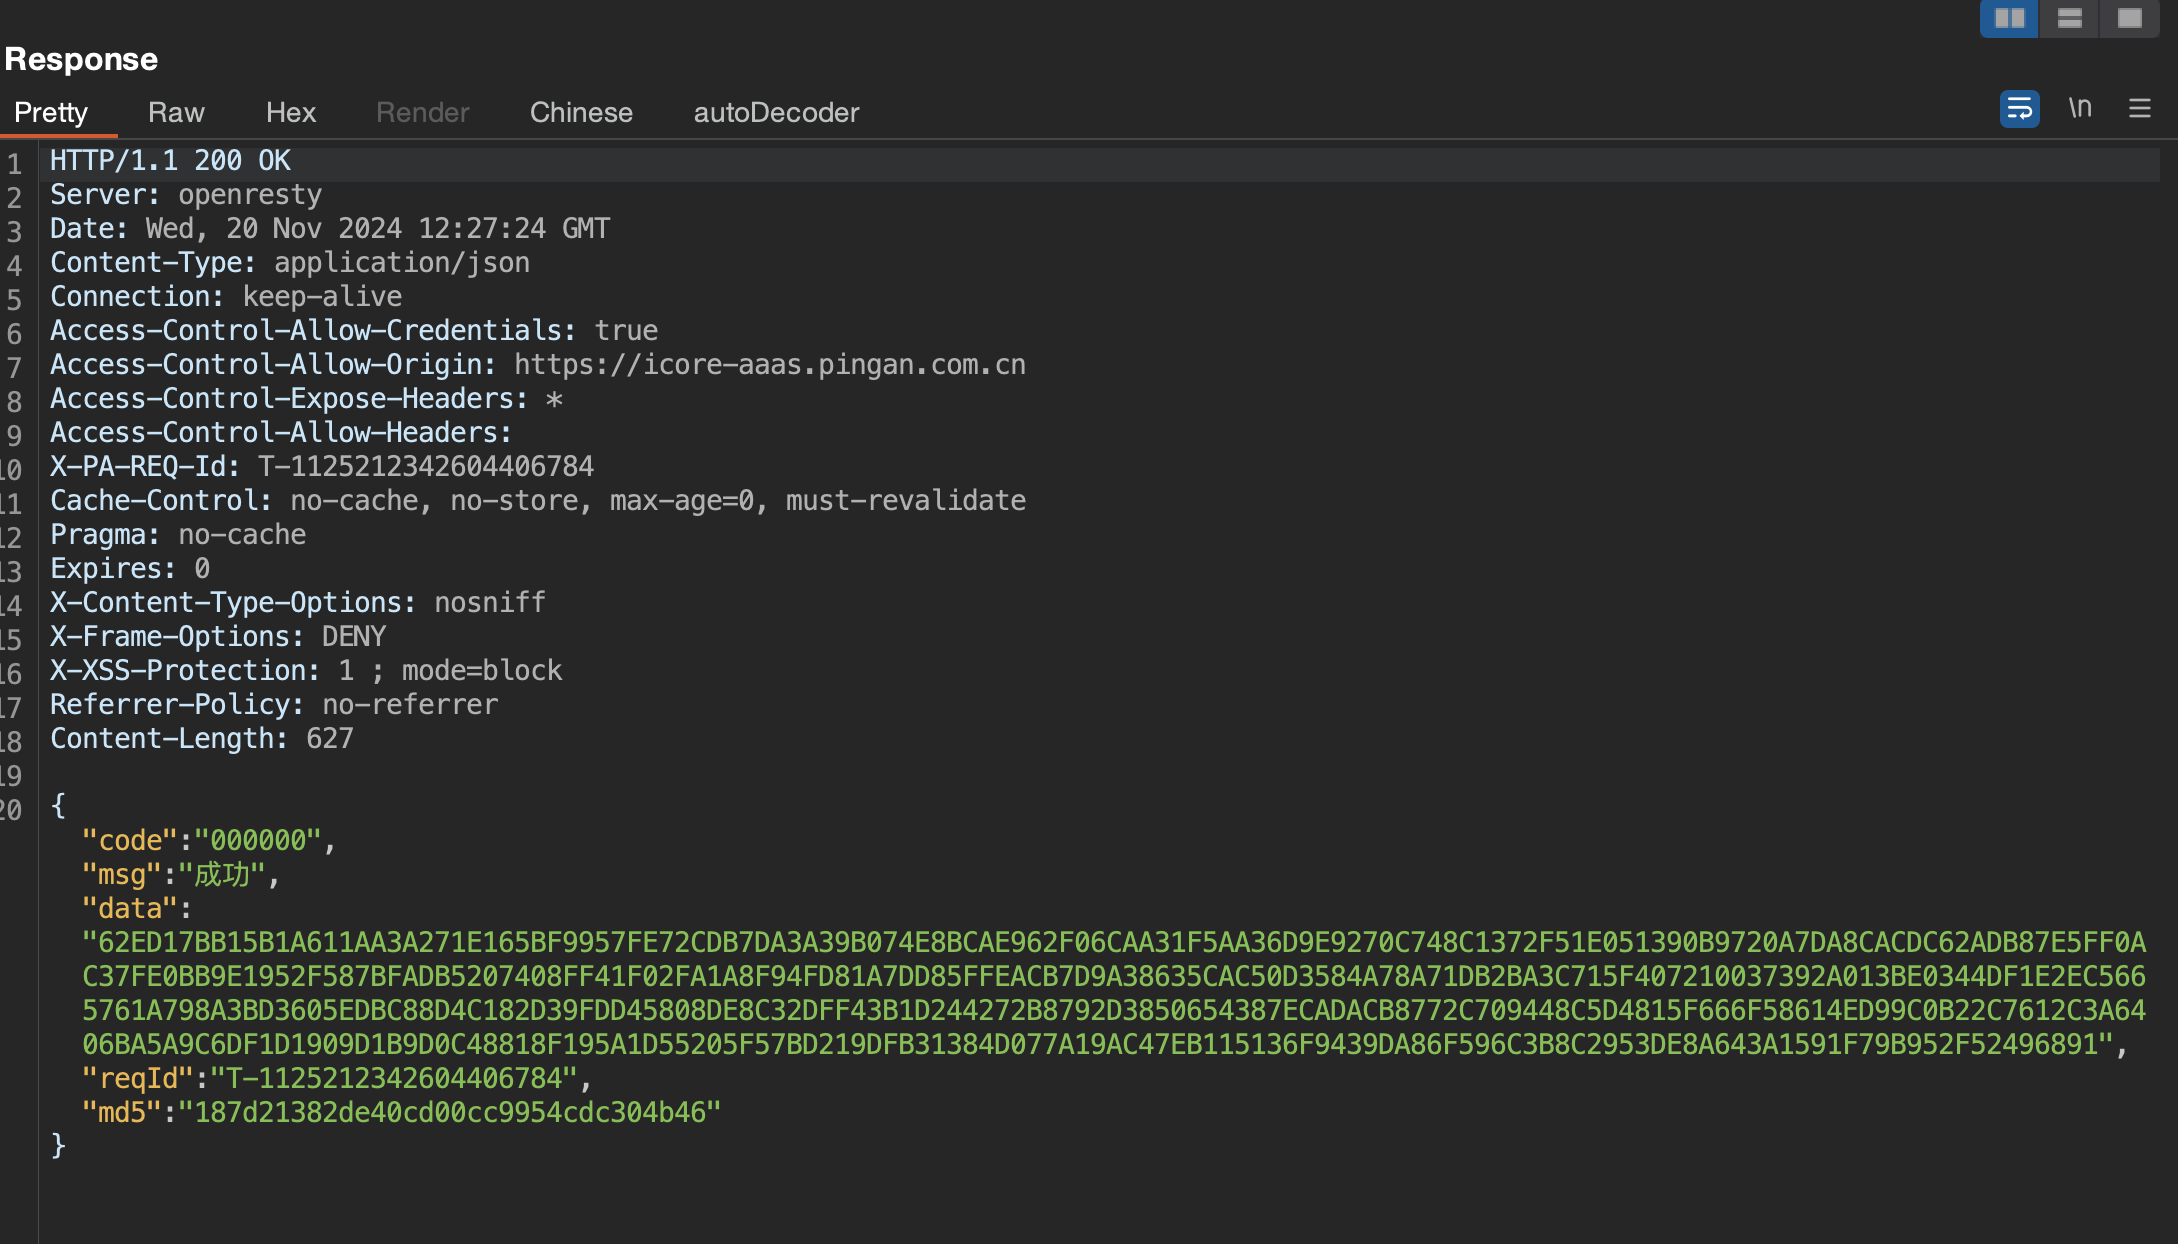 Response
Pretty Raw Hex Render Chinese autoDecoder \n
1 HTTP/1.1 200 OK
2 Server: openresty
3 Date: Wed, 20 Nov 2024 12:27:24 GMT
4 Content-Type: application/json
5 Connection: keep-alive
6 Access-Control-Allow-Credentials: true
7 Access-Control-Allow-Origin: https://icore-aaas.pingan.com.cn
8 Access-Control-Expose-Headers: *
9 Access-Control-Allow-Headers:
10 X-PA-REQ-Id: T-1125212342604406784
11 Cache-Control: no-cache, no-store, max-age=0, must-revalidate
12 Pragma: no-cache
13 Expires: 0
14 X-Content-Type-Options: nosniff
15 X-Frame-Options: DENY
16 X-XSS-Protection: 1 ; mode=block
17 Referrer-Policy: no-referrer
18 Content-Length: 627
19
20 {
"code":"000000",
"msg":"成功",
"data":
"62ED17BB15B1A611AA3A271E165BF9957FE72CDB7DA3A39B074E8BCAE962F06CAA31F5AA36D9E9270C748C1372F51E051390B9720A7DA8CACDC62ADB87E5FF0A
C37FE0BB9E1952F587BFADB5207408FF41F02FA1A8F94FD81A7DD85FFEACB7D9A38635CAC50D3584A78A71DB2BA3C715F407210037392A013BE0344DF1E2EC566
5761A798A3BD3605EDBC88D4C182D39FDD45808DE8C32DFF43B1D244272B8792D3850654387ECADACB8772C709448C5D4815F666F58614ED99C0B22C7612C3A64
06BA5A9C6DF1D1909D1B9D0C48818F195A1D55205F57BD219DFB31384D077A19AC47EB115136F9439DA86F596C3B8C2953DE8A643A1591F79B952F52496891",
"reqId":"T-1125212342604406784",
"md5":"187d21382de40cd00cc9954cdc304b46"
}